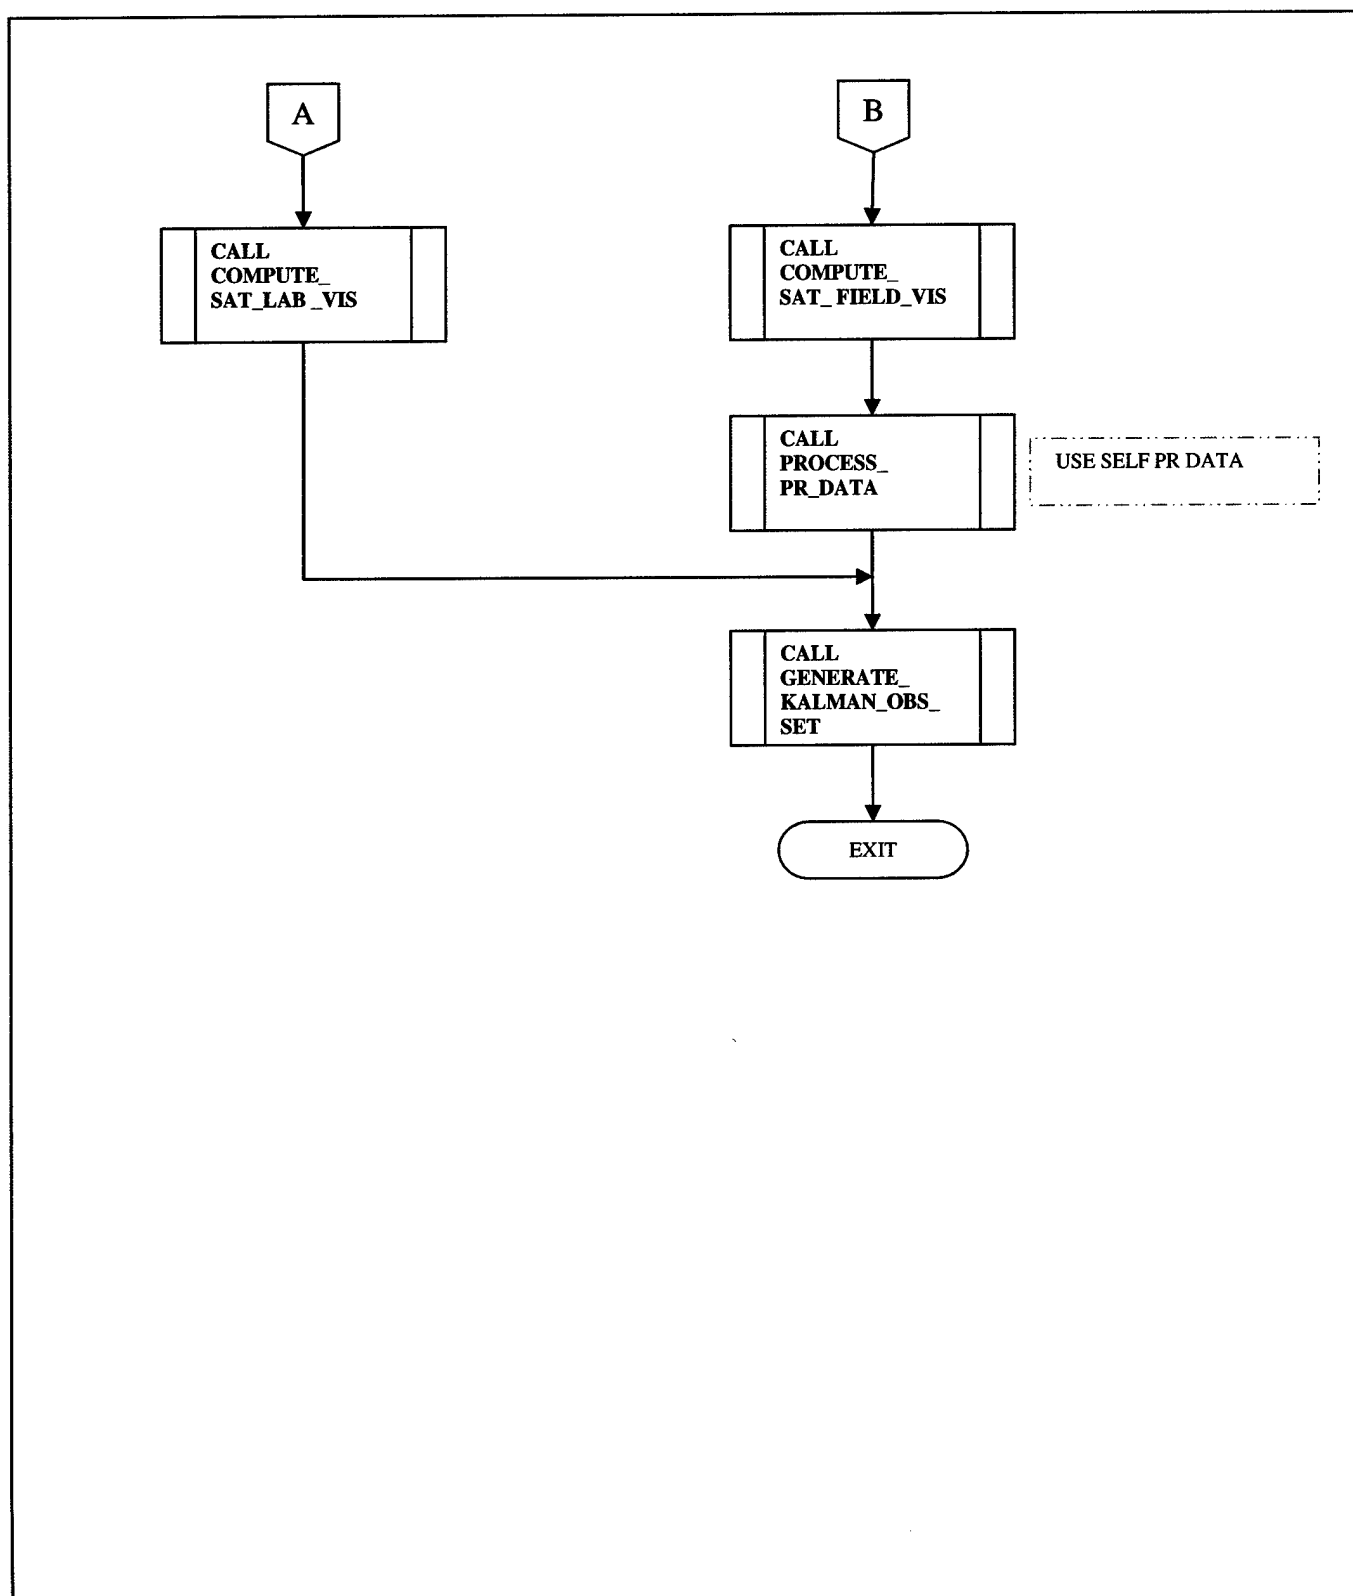 A
B
CALL
COMPUTE_
SAT_LAB _VIS
CALL
COMPUTE_
SAT_ FIELD_VIS
CALL
PROCESS_
PR_DATA
USE SELF PR DATA
CALL
GENERATE_
KALMAN_OBS_
SET
EXIT